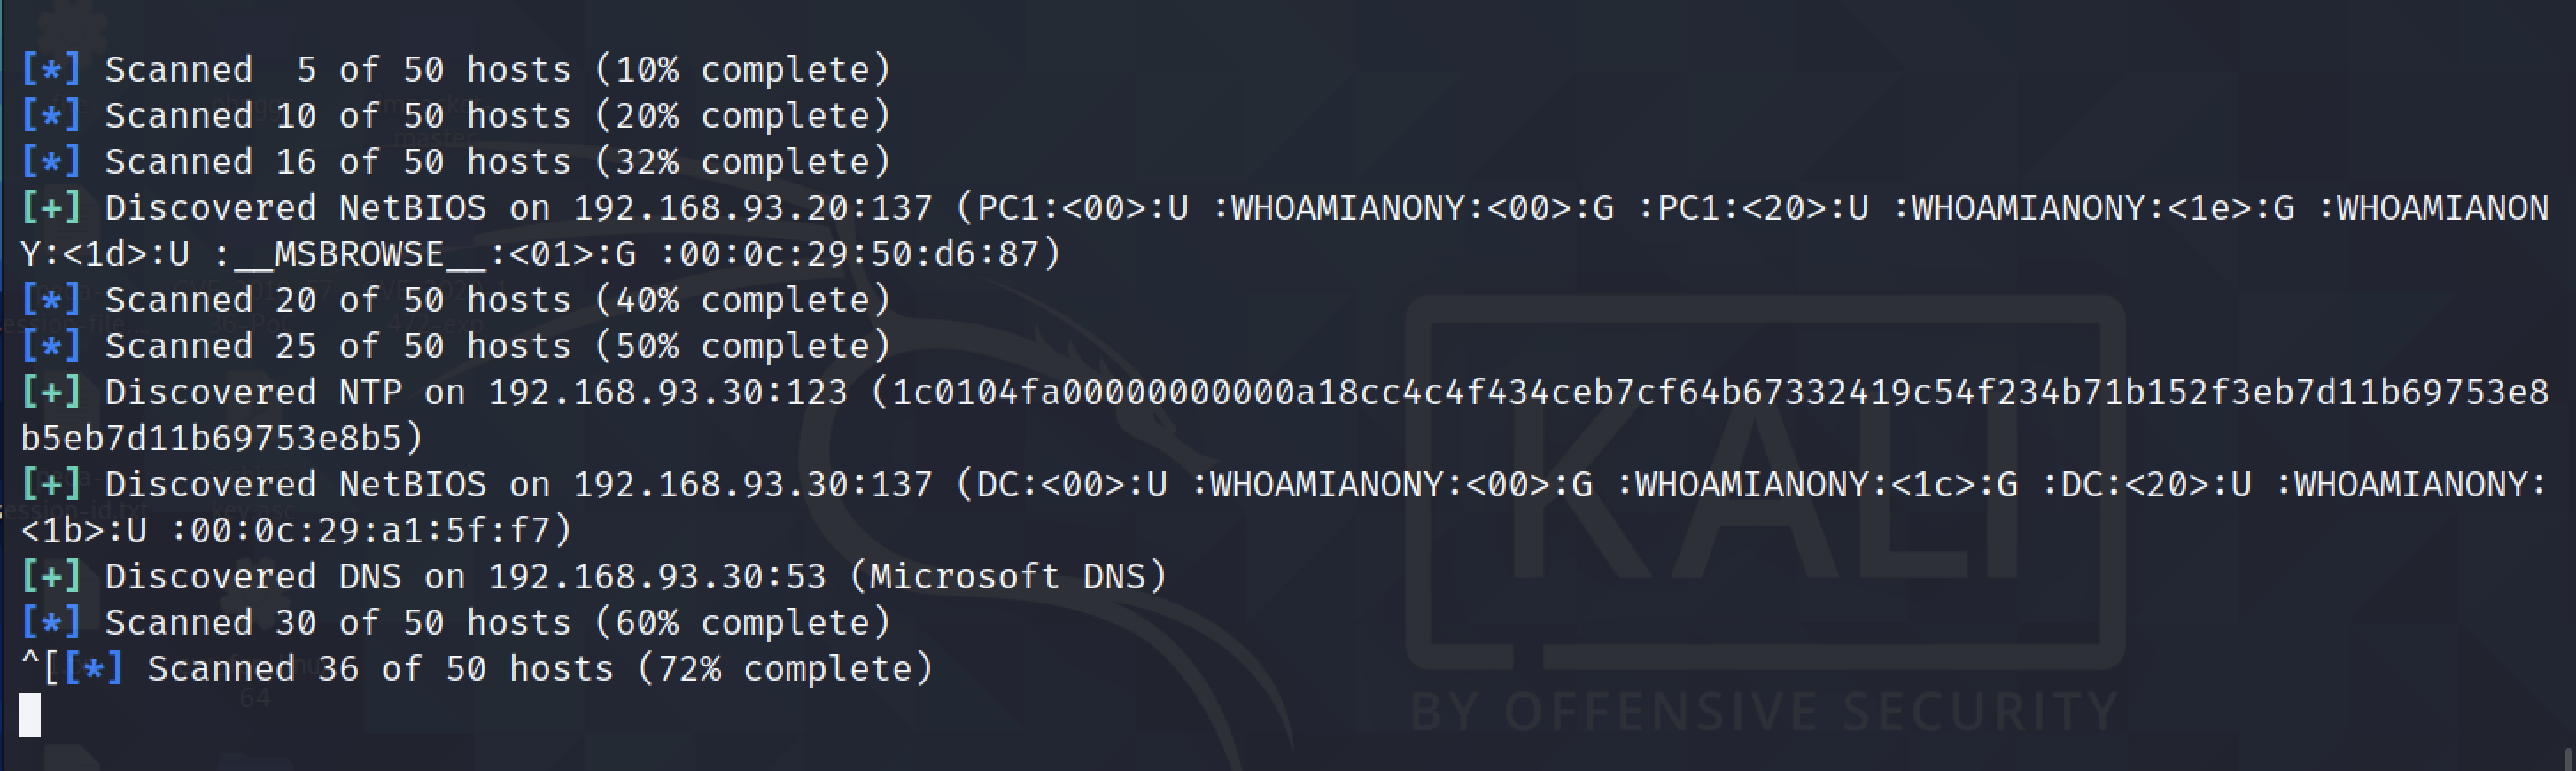 [*] Scanned  5 of 50 hosts (10% complete)
[*] Scanned 10 of 50 hosts (20% complete)
[*] Scanned 16 of 50 hosts (32% complete)
[+] Discovered NetBIOS on 192.168.93.20:137 (PC1:<00>:U :WHOAMIANONY:<00>:G :PC1:<20>:U :WHOAMIANONY:<1e>:G :WHOAMIANON
Y:<1d>:U :__MSBROWSE__:<01>:G :00:0c:29:50:d6:87)
[*] Scanned 20 of 50 hosts (40% complete)
[*] Scanned 25 of 50 hosts (50% complete)
[+] Discovered NTP on 192.168.93.30:123 (1c0104fa00000000000a18cc4c4f434ceb7cf64b67332419c54f234b71b152f3eb7d11b69753e8
b5eb7d11b69753e8b5)
[+] Discovered NetBIOS on 192.168.93.30:137 (DC:<00>:U :WHOAMIANONY:<00>:G :WHOAMIANONY:<1c>:G :DC:<20>:U :WHOAMIANONY:
<1b>:U :00:0c:29:a1:5f:f7)
[+] Discovered DNS on 192.168.93.30:53 (Microsoft DNS)
[*] Scanned 30 of 50 hosts (60% complete)
^[[*] Scanned 36 of 50 hosts (72% complete)
KALI
BY OFFENSIVE SECURITY